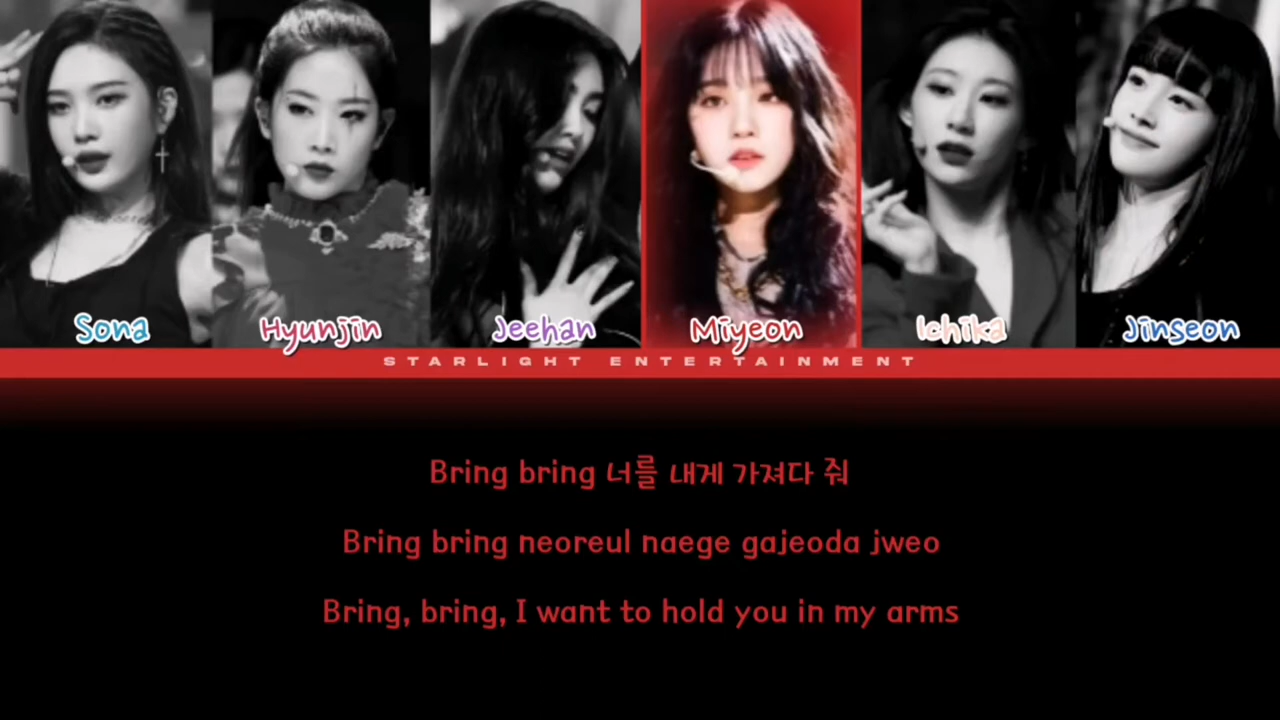 Sona Hyunjin Jeehan Miyeon Ichika Jinseon
STARLIGHT ENTERTAINMENT
Bring bring 너를 내게 가져다 줘
Bring bring neoreul naege gajeoda jweo
Bring, bring, I want to hold you in my arms